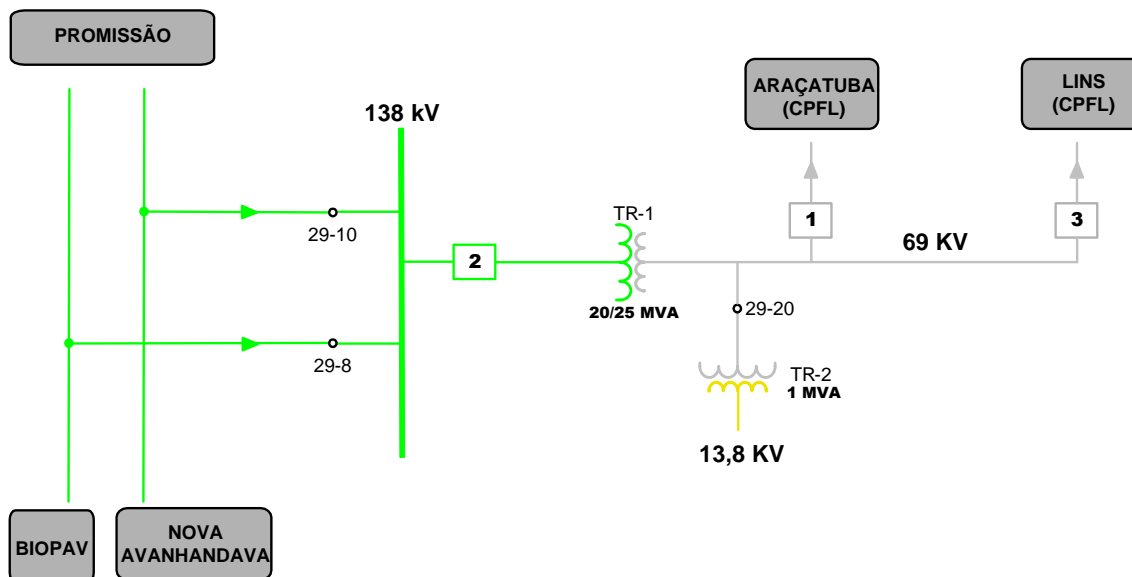 PROMISSÃO
138 kV
ARAÇATUBA
(CPFL)
LINS
(CPFL)
29-10
TR-1
1
3
2
69 KV
20/25 MVA
29-20
29-8
TR-2
1 MVA
13,8 KV
BIOPAV
NOVA
AVANHANDAVA